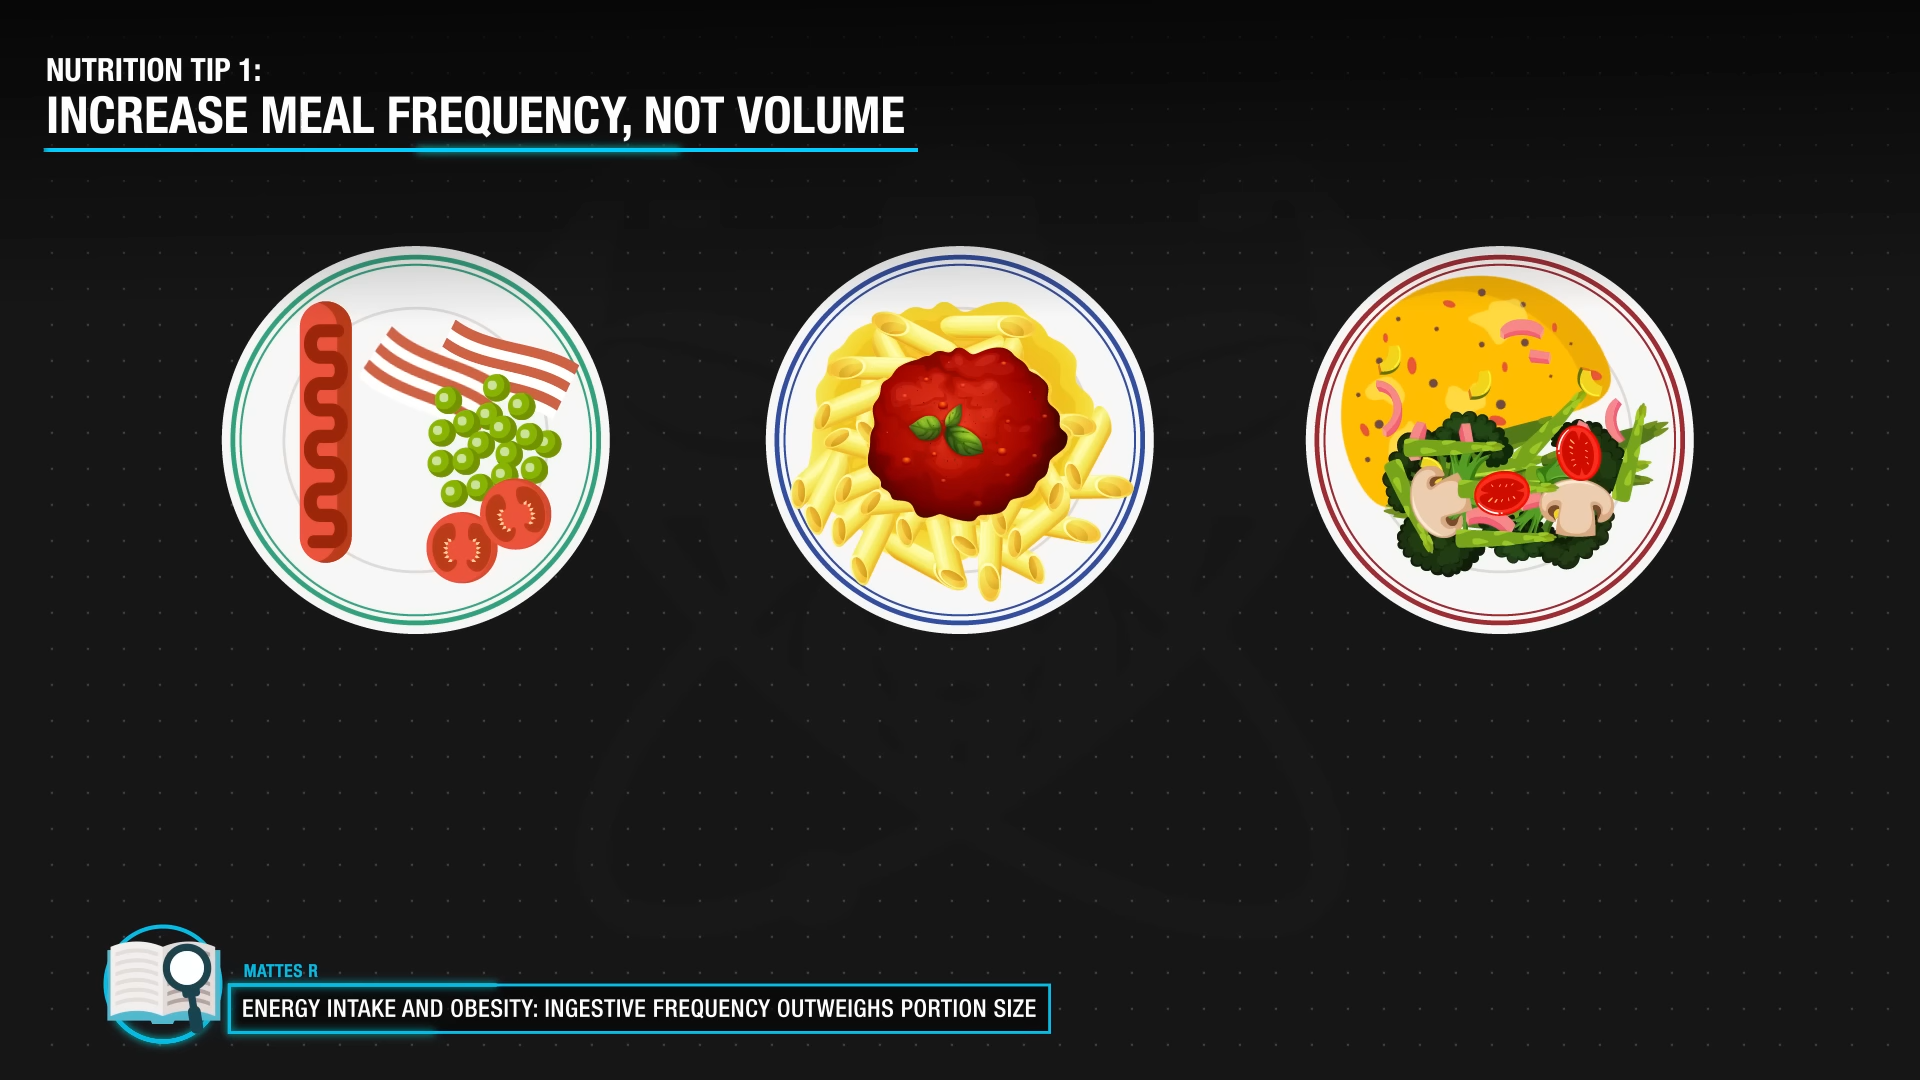 NUTRITION TIP 1:
INCREASE MEAL FREQUENCY, NOT VOLUME
MATTES R
ENERGY INTAKE AND OBESITY: INGESTIVE FREQUENCY OUTWEIGHS PORTION SIZE